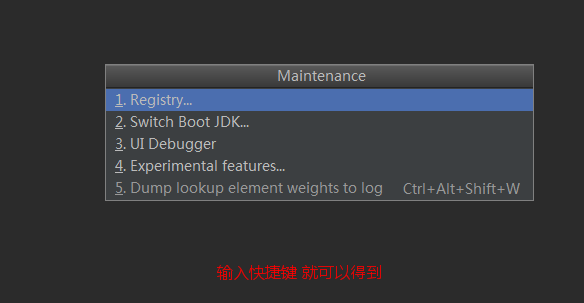 Maintenance
1. Registry...
2. Switch Boot JDK...
3. UI Debugger
4. Experimental features...
5. Dump lookup element weights to log Ctrl+Alt+Shift+W
输入快捷键 就可以得到